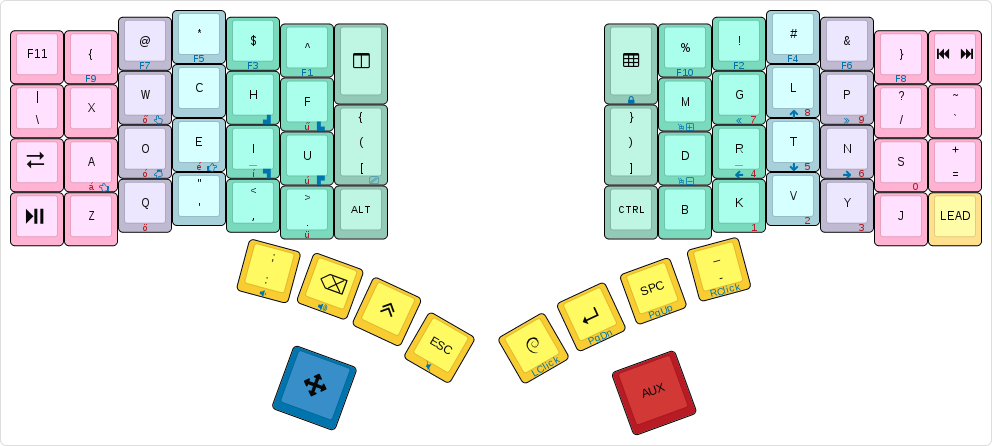 F11 { @ * $ ^
F9 F7 F5 F3 F1
| \ X W C H F
ő ű
{ ( [
A O E I U
á ó é í ú
Z Q " ' < , > . ALT
ö ü
% ! # & }
F10 F2 F4 F6 F8
} ) ]
M G L P ? / ~ `
« 7 8 » 9
D R T N S + =
4 5 6 0
CTRL B K V Y J LEAD
1 2 3
; :
ESC
LClick
PgDn
SPC
PgUp
_ -
RClick
AUX